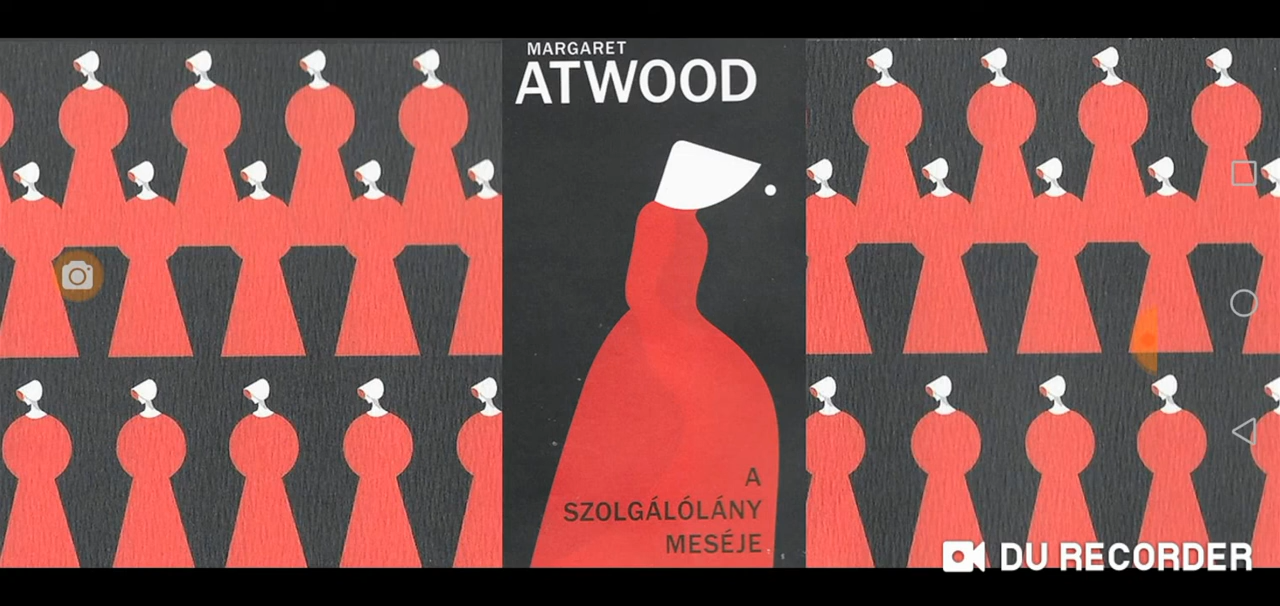 MARGARET
ATWOOD
A
SZOLGÁLÓLÁNY
MESÉJE
DU RECORDER